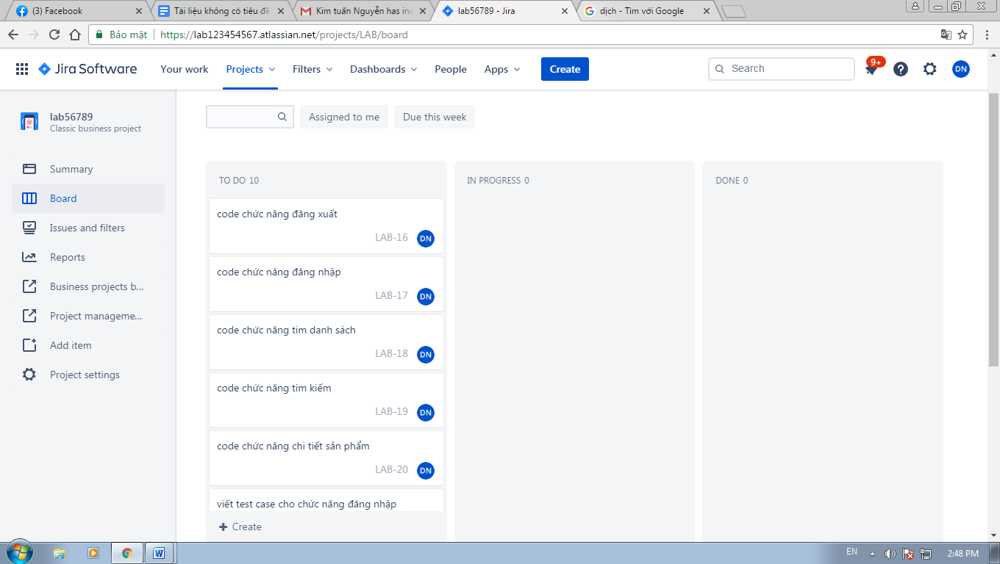 (3) Facebook
Tài liệu không có tiêu đề
Kim tuấn Nguyễn has inv
lab56789 - Jira
dịch - Tìm với Google
Bảo mật
https://lab123454567.atlassian.net/projects/LAB/board
Jira Software
Your work
Projects
Filters
Dashboards
People
Apps
Create
Search
9+
DN
lab56789
Classic business project
Summary
Board
Issues and filters
Reports
Business projects b...
Project manageme...
Add item
Project settings
Assigned to me
Due this week
TO DO 10
IN PROGRESS 0
DONE 0
code chức năng đăng xuất
LAB-16 DN
code chức năng đăng nhập
LAB-17 DN
code chức năng tim danh sách
LAB-18 DN
code chức năng tim kiếm
LAB-19 DN
code chức năng chi tiết sản phẩm
LAB-20 DN
viết test case cho chức năng đăng nhập
Create
EN
2:48 PM